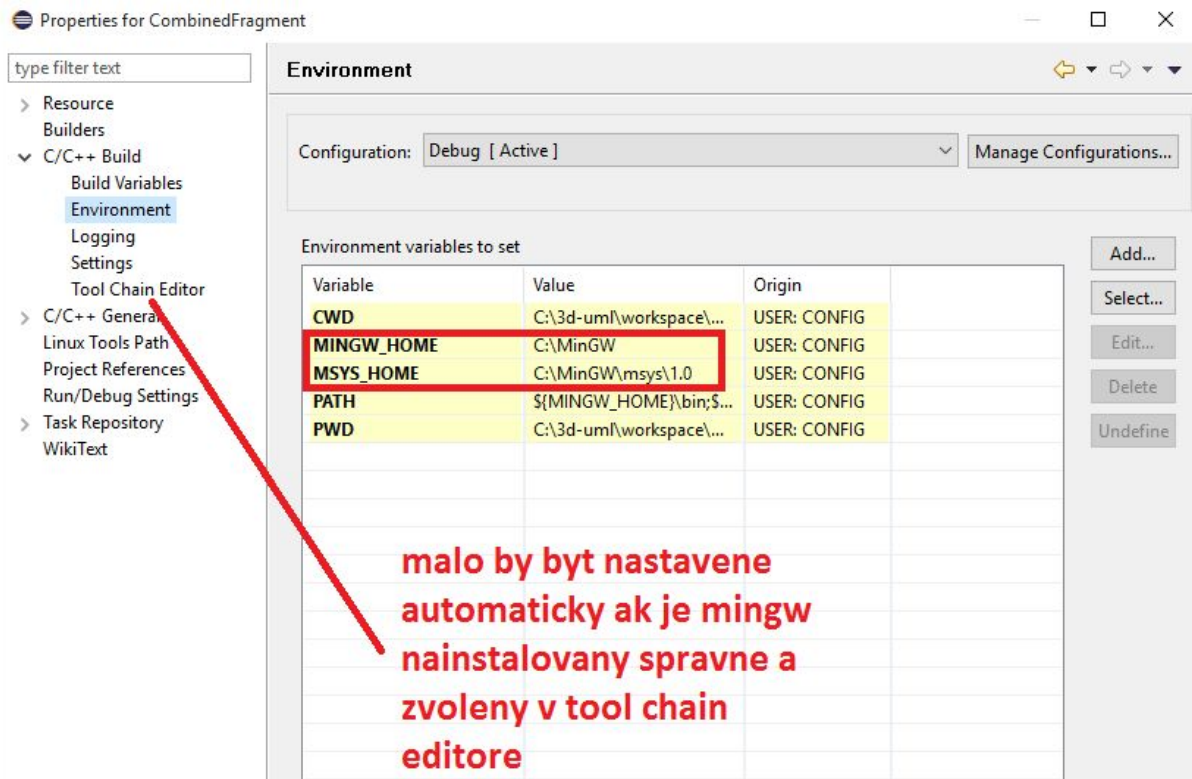 Properties for CombinedFragment
type filter text
Environment
Resource
Builders
C/C++ Build
Build Variables
Environment
Logging
Settings
Tool Chain Editor
C/C++ General
Linux Tools Path
Project References
Run/Debug Settings
Task Repository
WikiText
Configuration: Debug [ Active ] Manage Configurations...
Environment variables to set
Variable Value Origin
CWD C:\3d-uml\workspace\... USER: CONFIG
MINGW_HOME C:\MinGW USER: CONFIG
MSYS_HOME C:\MinGW\msys\1.0 USER: CONFIG
PATH ${MINGW_HOME}\bin;$... USER: CONFIG
PWD C:\3d-uml\workspace\... USER: CONFIG
Add...
Select...
Edit...
Delete
Undefine
malo by byt nastavene
automaticky ak je mingw
nainstalovany spravne a
zvoleny v tool chain
editore